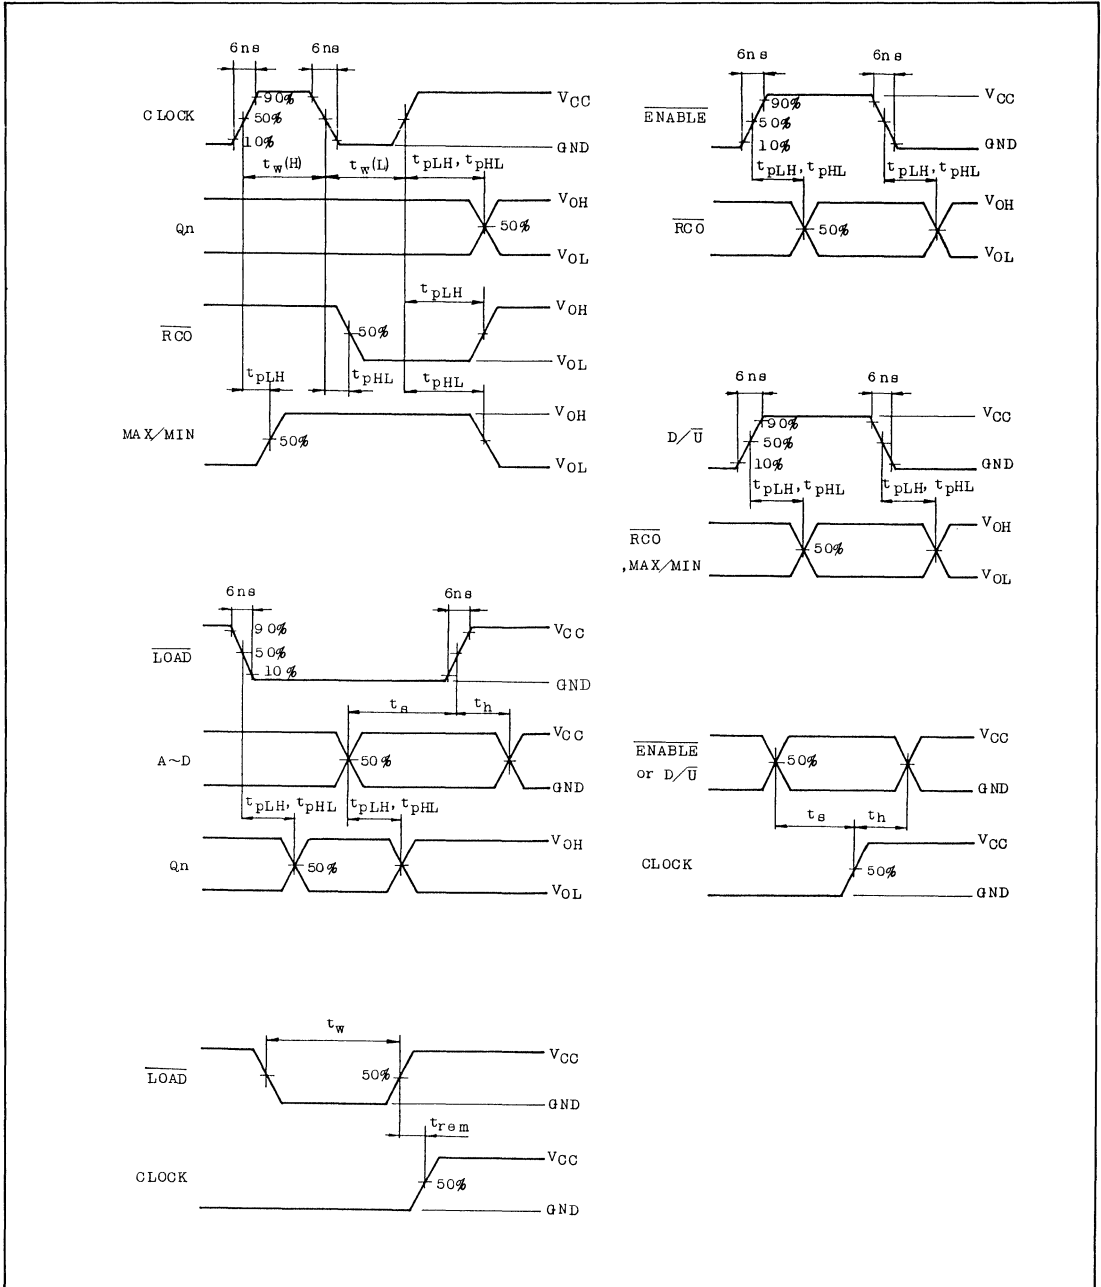 6ns 6ns
CLOCK 90% 50% 10% VCC GND
tw(H) tw(L) tpLH, tpHL
Qn VOH 50% VOL
tpLH
RCO VOH 50% VOL
tpLH tpHL tpHL
MAX/MIN VOH 50% VOL
6ns 6ns
LOAD 90% 50% 10% VCC GND
ts th
A~D VCC 50% GND
tpLH, tpHL tpLH, tpHL
Qn VOH 50% VOL
tw
LOAD 50% VCC GND
trem
CLOCK VCC 50% GND
6ns 6ns
ENABLE 90% 50% 10% VCC GND
tpLH, tpHL tpLH, tpHL
RCO VOH 50% VOL
6ns 6ns
D/U 90% 50% 10% VCC GND
tpLH, tpHL tpLH, tpHL
RCO VOH
,MAX/MIN 50% VOL
ENABLE VCC
or D/U 50% GND
ts th
CLOCK VCC 50% GND